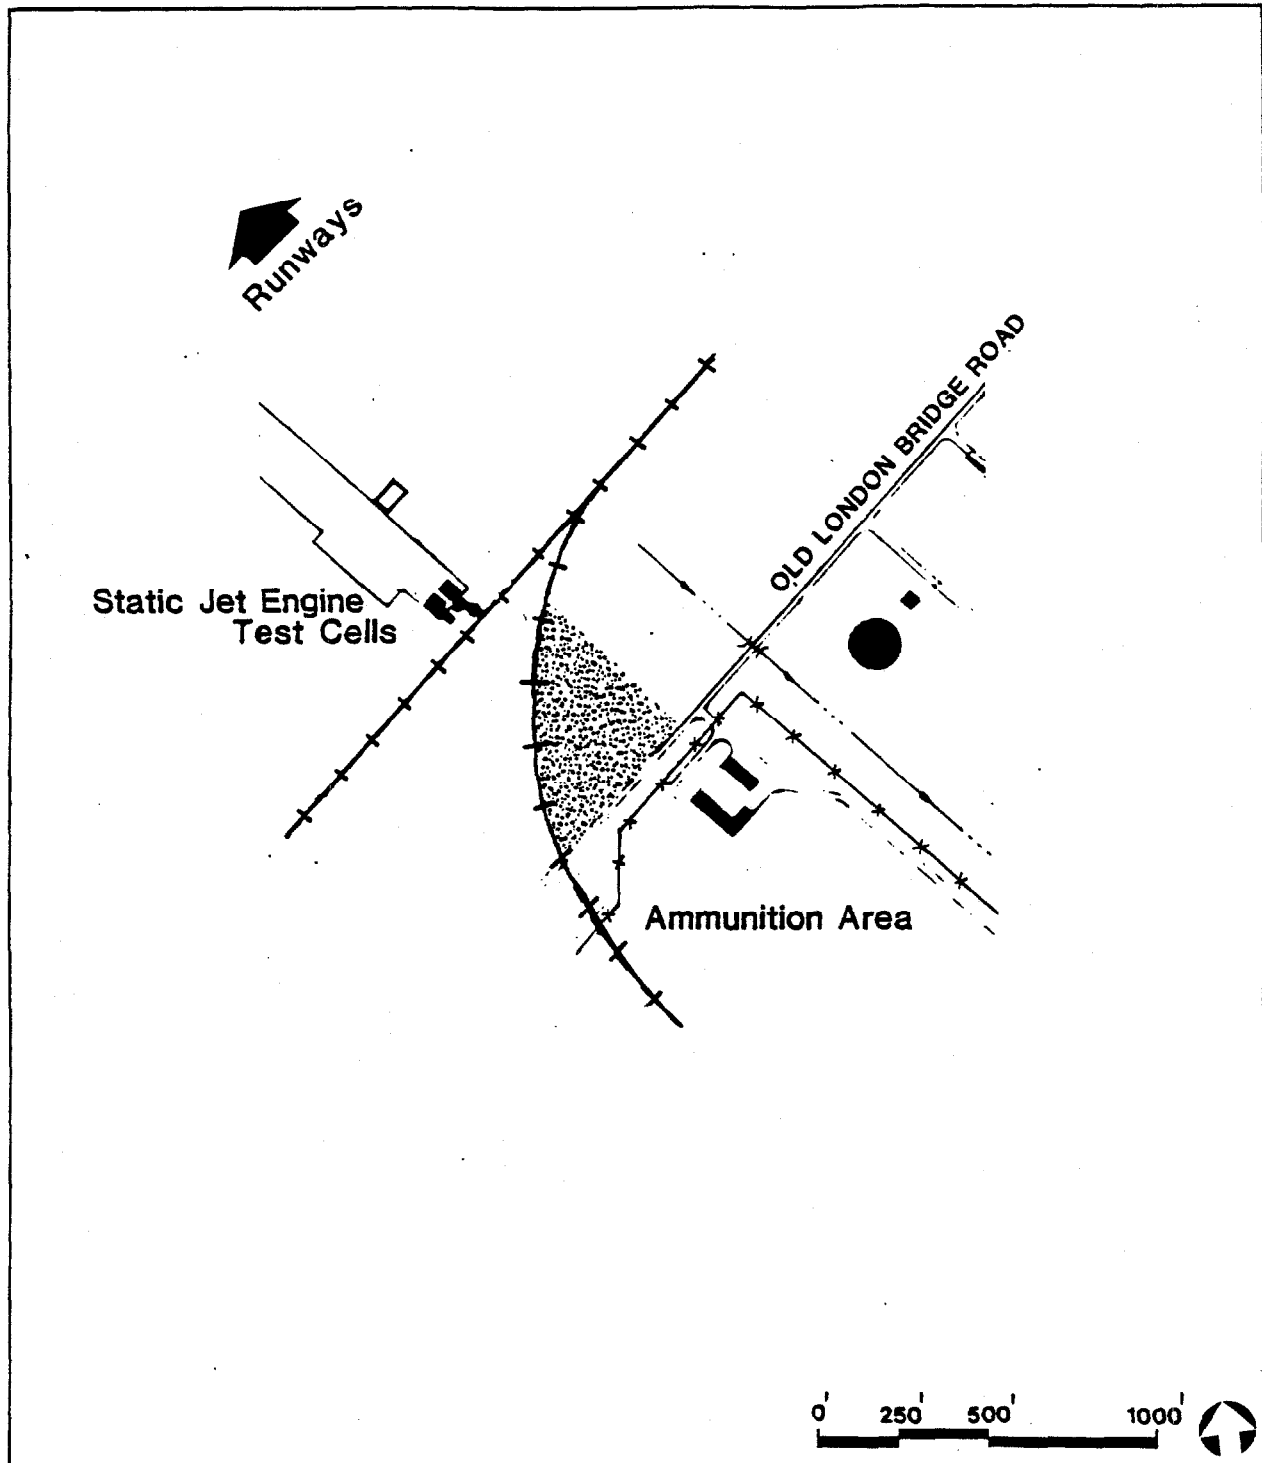 Runways
OLD LONDON BRIDGE ROAD
Static Jet Engine
Test Cells
Ammunition Area
0' 250' 500' 1000'